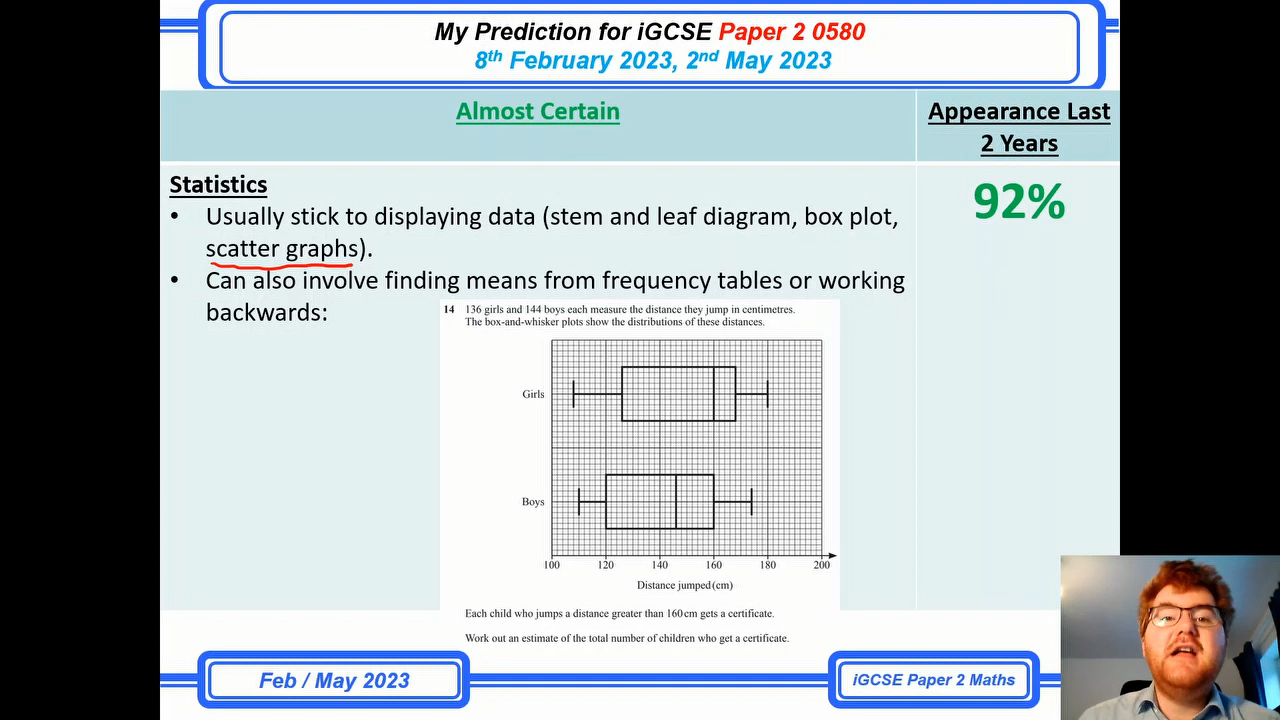 My Prediction for iGCSE Paper 2 0580
8th February 2023, 2nd May 2023
Almost Certain
Appearance Last
2 Years
Statistics
• Usually stick to displaying data (stem and leaf diagram, box plot,
scatter graphs).
• Can also involve finding means from frequency tables or working
backwards:
92%
14 136 girls and 144 boys each measure the distance they jump in centimetres.
The box-and-whisker plots show the distributions of these distances.
Girls
Boys
100 120 140 160 180 200
Distance jumped (cm)
Each child who jumps a distance greater than 160 cm gets a certificate.
Work out an estimate of the total number of children who get a certificate.
Feb / May 2023
iGCSE Paper 2 Maths